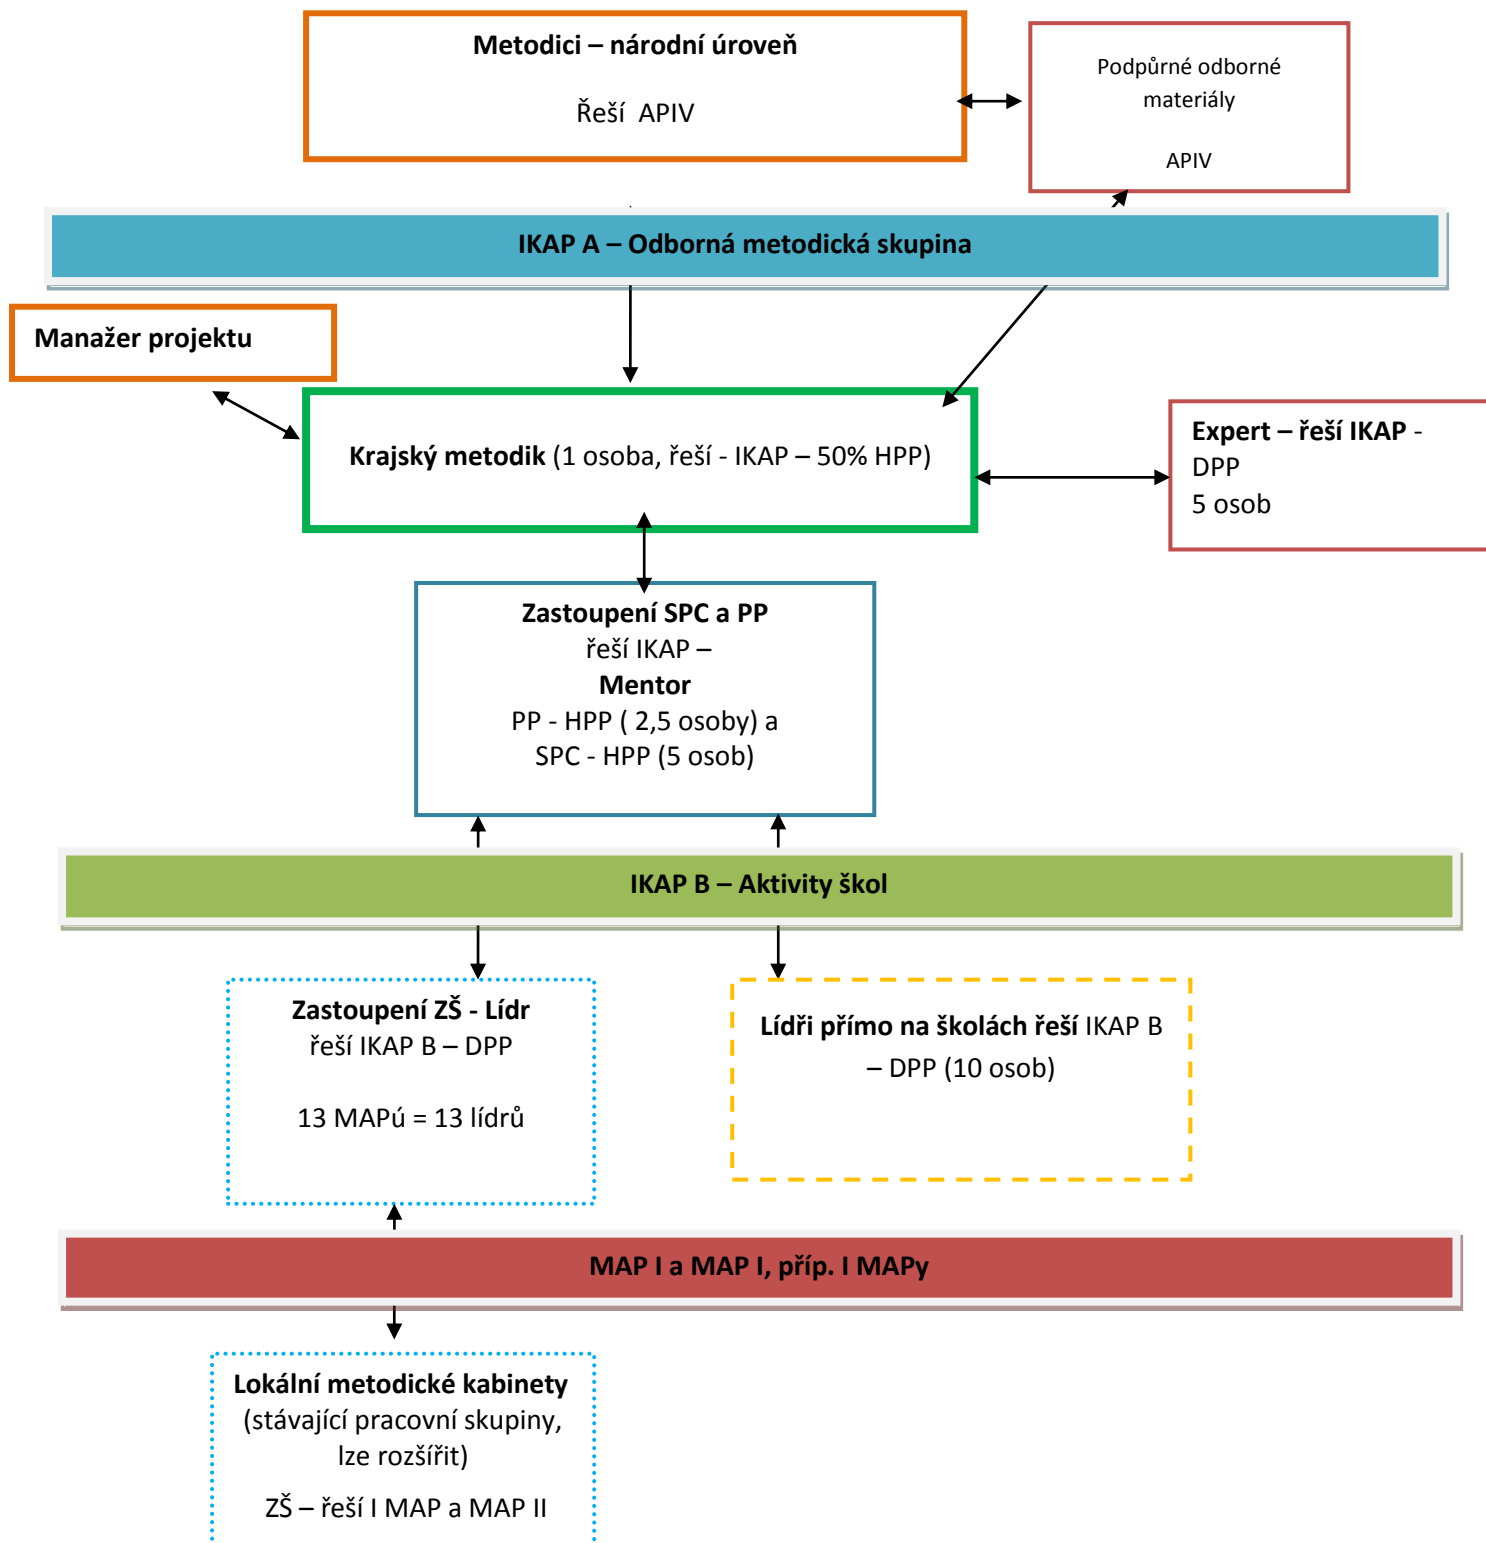 Metodici – národní úroveň
Řeší  APIV
Podpůrné odborné
materiály
APIV
IKAP A – Odborná metodická skupina
Manažer projektu
Krajský metodik (1 osoba, řeší - IKAP – 50% HPP)
Expert – řeší IKAP -
DPP
5 osob
Zastoupení SPC a PP
řeší IKAP –
Mentor
PP - HPP ( 2,5 osoby) a
SPC - HPP (5 osob)
IKAP B – Aktivity škol
Zastoupení ZŠ - Lídr
řeší IKAP B – DPP
13 MAPú = 13 lídrů
Lídři přímo na školách řeší IKAP B
– DPP (10 osob)
MAP I a MAP I, příp. I MAPy
Lokální metodické kabinety
(stávající pracovní skupiny,
lze rozšířit)
ZŠ – řeší I MAP a MAP II